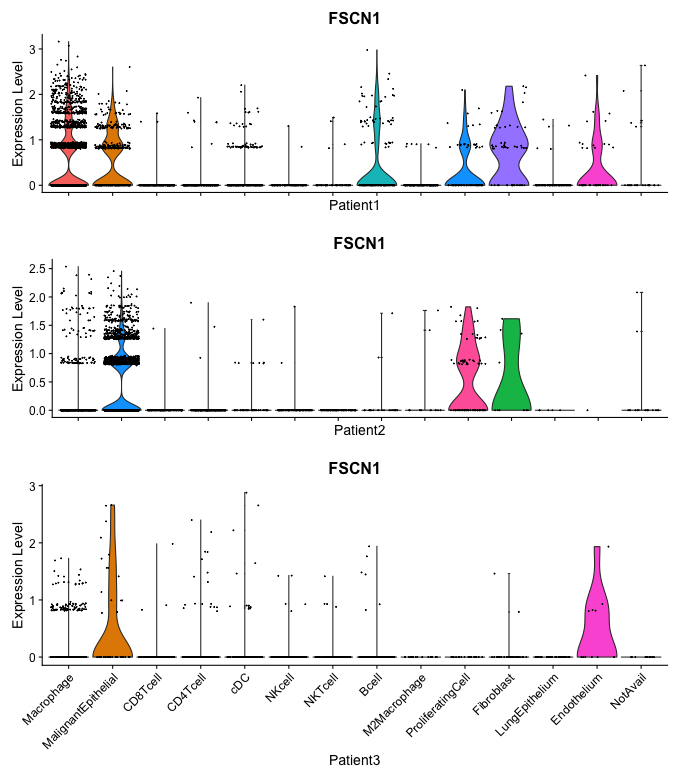 FSCN1
Expression Level
3
2
1
0
Patient1
FSCN1
Expression Level
2.5
2.0
1.5
1.0
0.5
0.0
Patient2
FSCN1
Expression Level
3
2
1
0
Macrophage
MalignantEpithelial
CD8Tcell
CD4Tcell
cDC
NKcell
NKTcell
Bcell
M2Macrophage
ProliferatingCell
Fibroblast
LungEpithelium
Endothelium
NotAvail
Patient3